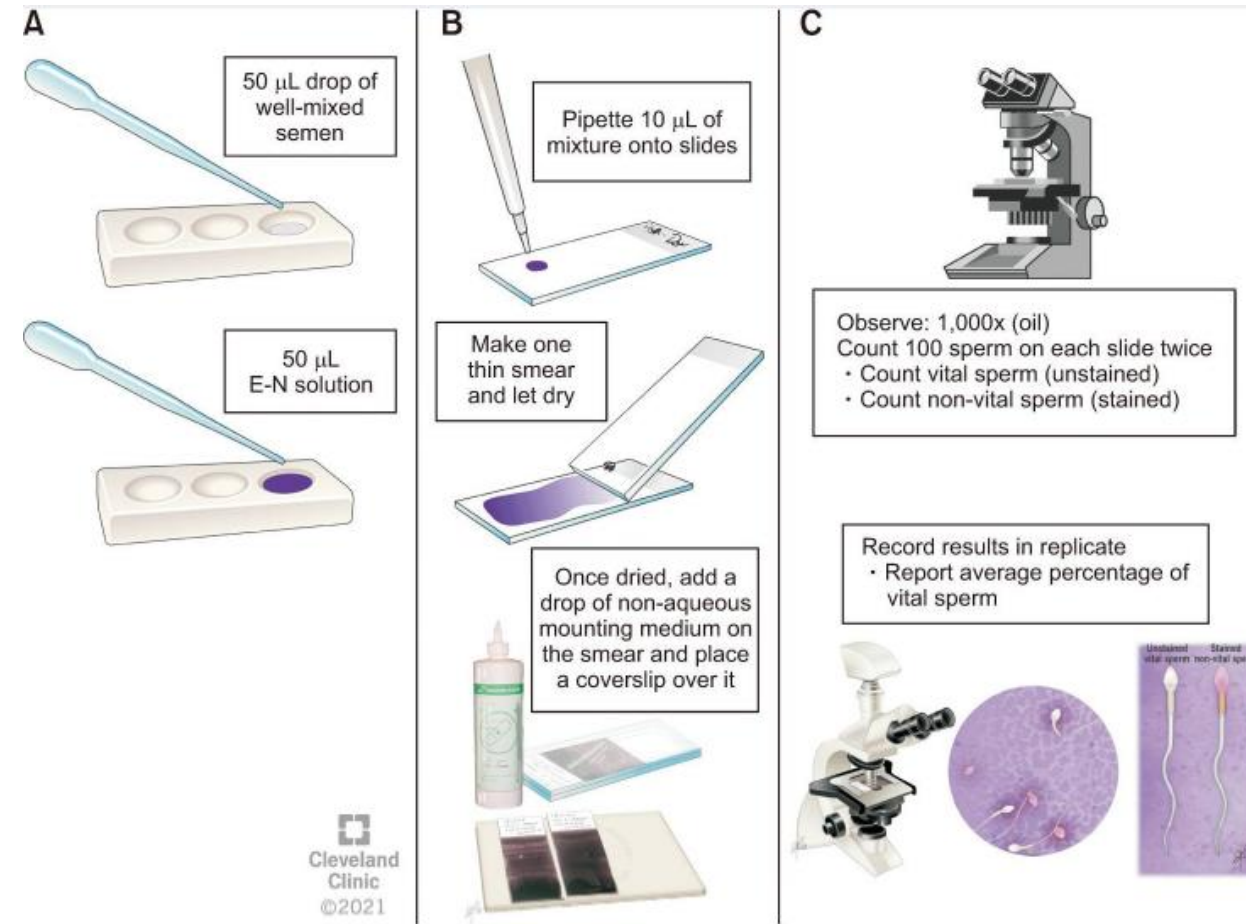 A
50 µL drop of
well-mixed
semen
50 µL
E-N solution
Cleveland
Clinic
©2021
B
Pipette 10 µL of
mixture onto slides
Make one
thin smear
and let dry
Once dried, add a
drop of non-aqueous
mounting medium on
the smear and place
a coverslip over it
C
Observe: 1,000x (oil)
Count 100 sperm on each slide twice
· Count vital sperm (unstained)
· Count non-vital sperm (stained)
Record results in replicate
· Report average percentage of
vital sperm
Unstained
vital sperm
Stained
non-vital spe